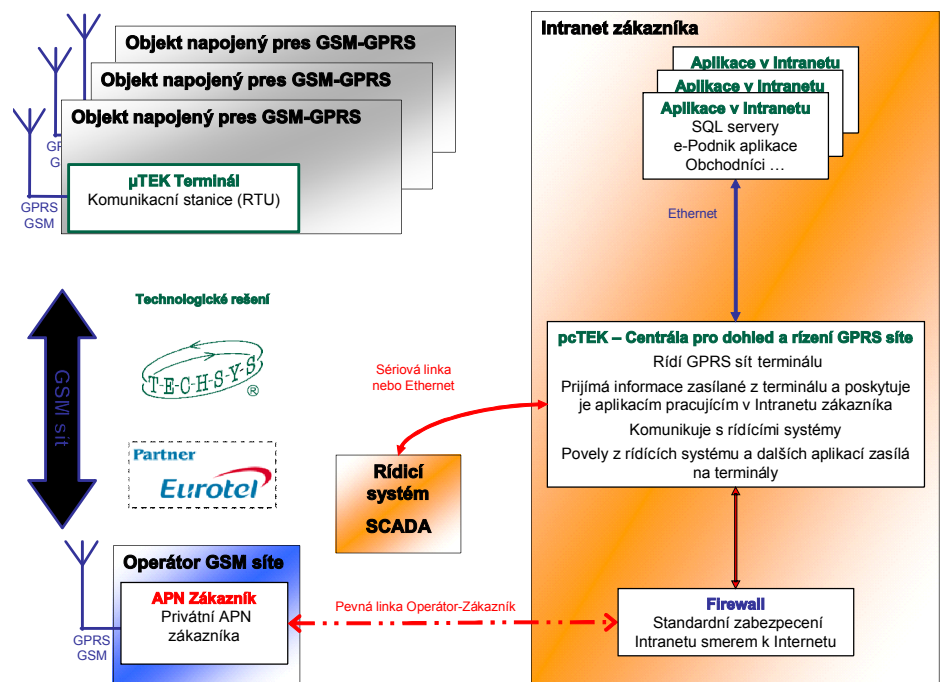 Objekt napojený pres GSM-GPRS
Objekt napojený pres GSM-GPRS
Objekt napojený pres GSM-GPRS
µTEK Terminál
Komunikacní stanice (RTU)
GPRS
GSM
GSM sít
Technologické rešení
T-E-C-H-S-Y-S
®
Partner
Eurotel
Operátor GSM síte
APN Zákazník
Privátní APN
zákazníka
GPRS
GSM
Sériová linka
nebo Ethernet
Rídicí
systém
SCADA
Pevná linka Operátor-Zákazník
Intranet zákazníka
Aplikace v Intranetu
Aplikace v Intranetu
Aplikace v Intranetu
SQL servery
e-Podnik aplikace
Obchodníci ...
Ethernet
pcTEK – Centrála pro dohled a rízení GPRS síte
Rídí GPRS sít terminálu
Prijímá informace zasílané z terminálu a poskytuje
je aplikacím pracujícím v Intranetu zákazníka
Komunikuje s rídícími systémy
Povely z rídících systému a dalších aplikací zasílá
na terminály
Firewall
Standardní zabezpecení
Intranetu smerem k Internetu